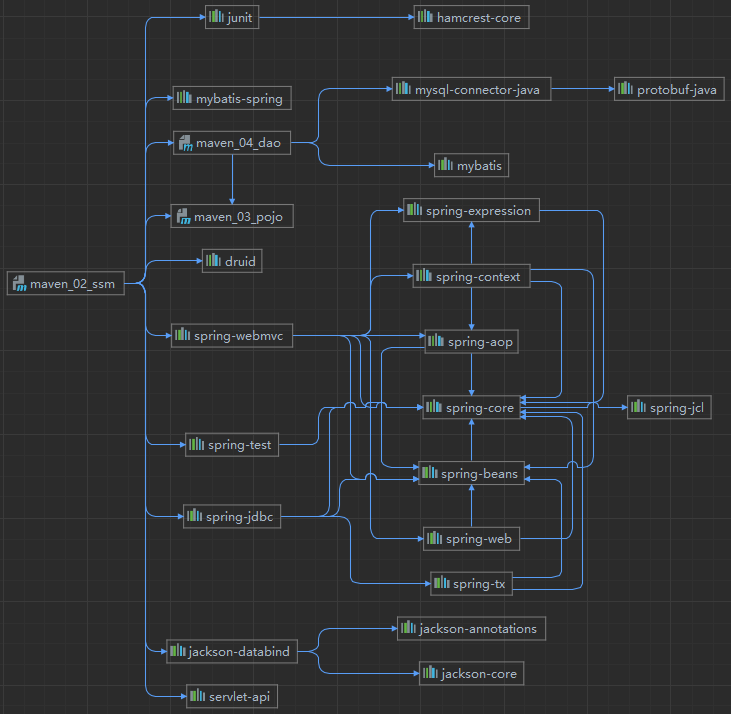 junit
hamcrest-core
mybatis-spring
mysql-connector-java
protobuf-java
maven_04_dao
mybatis
maven_03_pojo
spring-expression
druid
spring-context
maven_02_ssm
spring-webmvc
spring-aop
spring-core
spring-jcl
spring-test
spring-beans
spring-jdbc
spring-web
spring-tx
jackson-annotations
jackson-databind
jackson-core
servlet-api